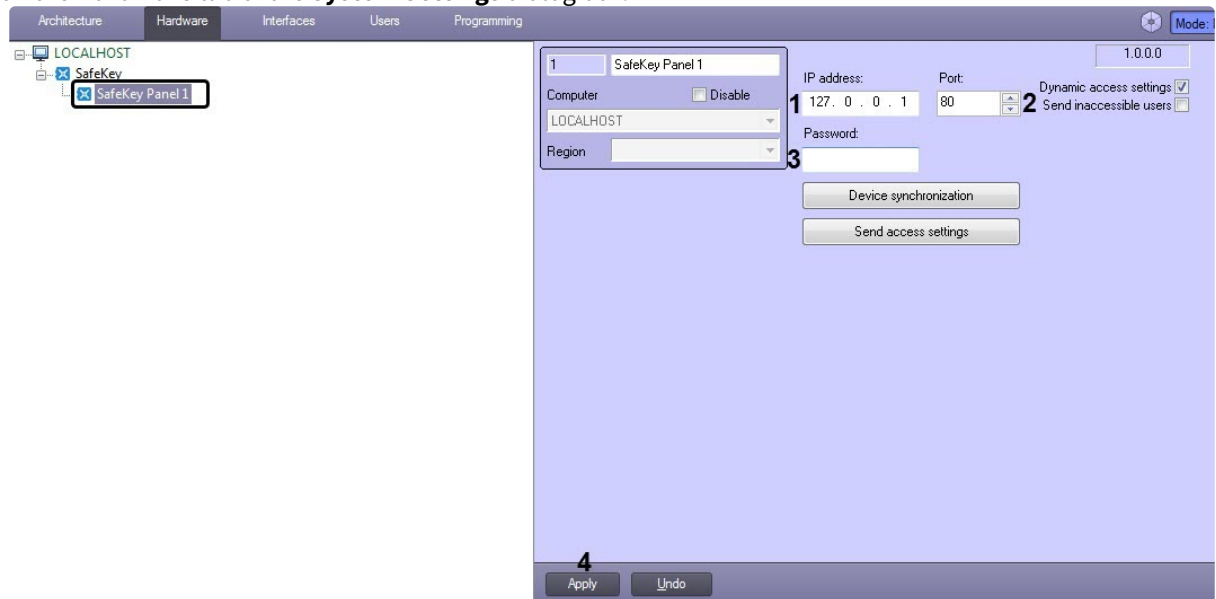 Architecture Hardware Interfaces Users Programming Mode:
LOCALHOST
SafeKey
SafeKey Panel 1
1 SafeKey Panel 1
Computer Disable
LOCALHOST
Region
1.0.0.0
IP address: Port:
1 127. 0 . 0 . 1 80
Dynamic access settings
2 Send inaccessible users
Password:
3
Device synchronization
Send access settings
4
Apply Undo